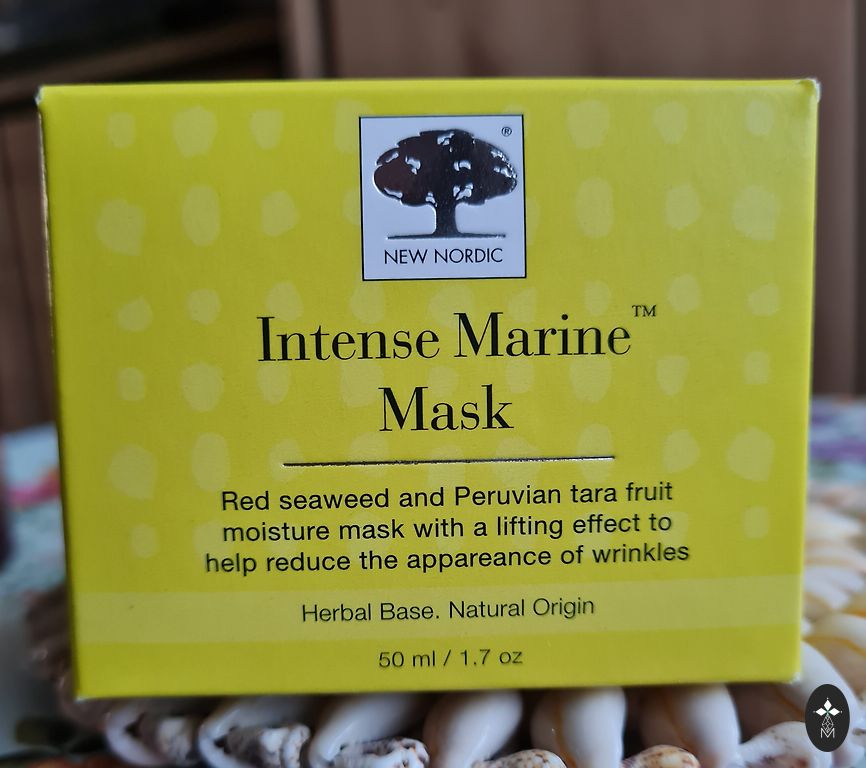 ®
NEW NORDIC
Intense Marine™
Mask
Red seaweed and Peruvian tara fruit
moisture mask with a lifting effect to
help reduce the appareance of wrinkles
Herbal Base. Natural Origin
50 ml / 1.7 oz
M